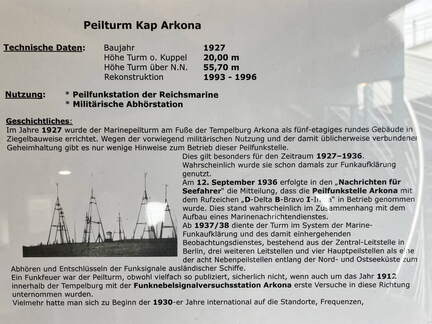 Peilturm Kap Arkona
Technische Daten: Baujahr 1927
Höhe Turm o. Kuppel 20,00 m
Höhe Turm über N.N. 55,70 m
Rekonstruktion 1993 - 1996
Nutzung: * Peilfunkstation der Reichsmarine
* Militärische Abhörstation
Geschichtliches:
Im Jahre 1927 wurde der Marinepeilturm am Fuße der Tempelburg Arkona als fünf-etagiges rundes Gebäude in
Ziegelbauweise errichtet. Wegen der vorwiegend militärischen Nutzung und der damit üblicherweise verbundenen
Geheimhaltung gibt es nur wenige Hinweise zum Betrieb dieser Peilfunkstelle.
Dies gilt besonders für den Zeitraum 1927–1936.
Wahrscheinlich wurde sie schon damals zur Funkaufklärung
genutzt.
Am 12. September 1936 erfolgte in den „Nachrichten für
Seefahrer" die Mitteilung, dass die Peilfunkstelle Arkona mit
dem Rufzeichen „D-Delta B-Bravo in Betrieb genommen
wurde. Dies stand wahrscheinlich im Zusammenhang mit dem
Aufbau eines Marinenachrichtendienstes.
Ab 1937/38 diente der Turm im System der Marine-
Funkaufklärung und des damit einhergehenden
Beobachtungsdienstes, bestehend aus der Zentral-Leitstelle in
Berlin, drei weiteren Leitstellen und vier Hauptpeilstellen als eine
der acht Nebenpeilstellen entlang der Nord- und Ostseeküste zum
Abhören und Entschlüsseln der Funksignale ausländischer Schiffe.
Ein Funkfeuer war der Peilturm, obwohl vielfach so publiziert, sicherlich nicht, wenn auch um das Jahr 1912
innerhalb der Tempelburg mit der Funknebelsignalversuchsstation Arkona erste Versuche in diese Richtung
unternommen wurden.
Vielmehr hatte man sich zu Beginn der 1930-er Jahre international auf die Standorte, Frequenzen,